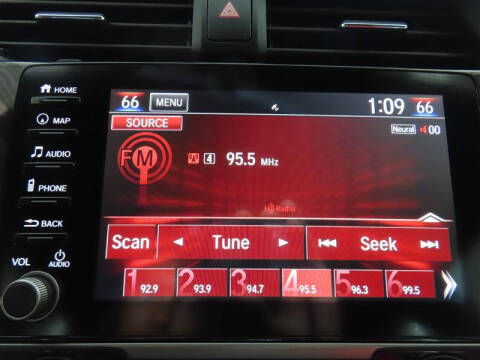 HOME
MAP
AUDIO
PHONE
BACK
VOL
AUDIO
66 MENU 1:09 66
SOURCE Neural 00
FM 4 95.5 MHz
HD Radio
Scan Tune Seek
1 92.9 2 93.9 3 94.7 4 95.5 5 96.3 6 99.5